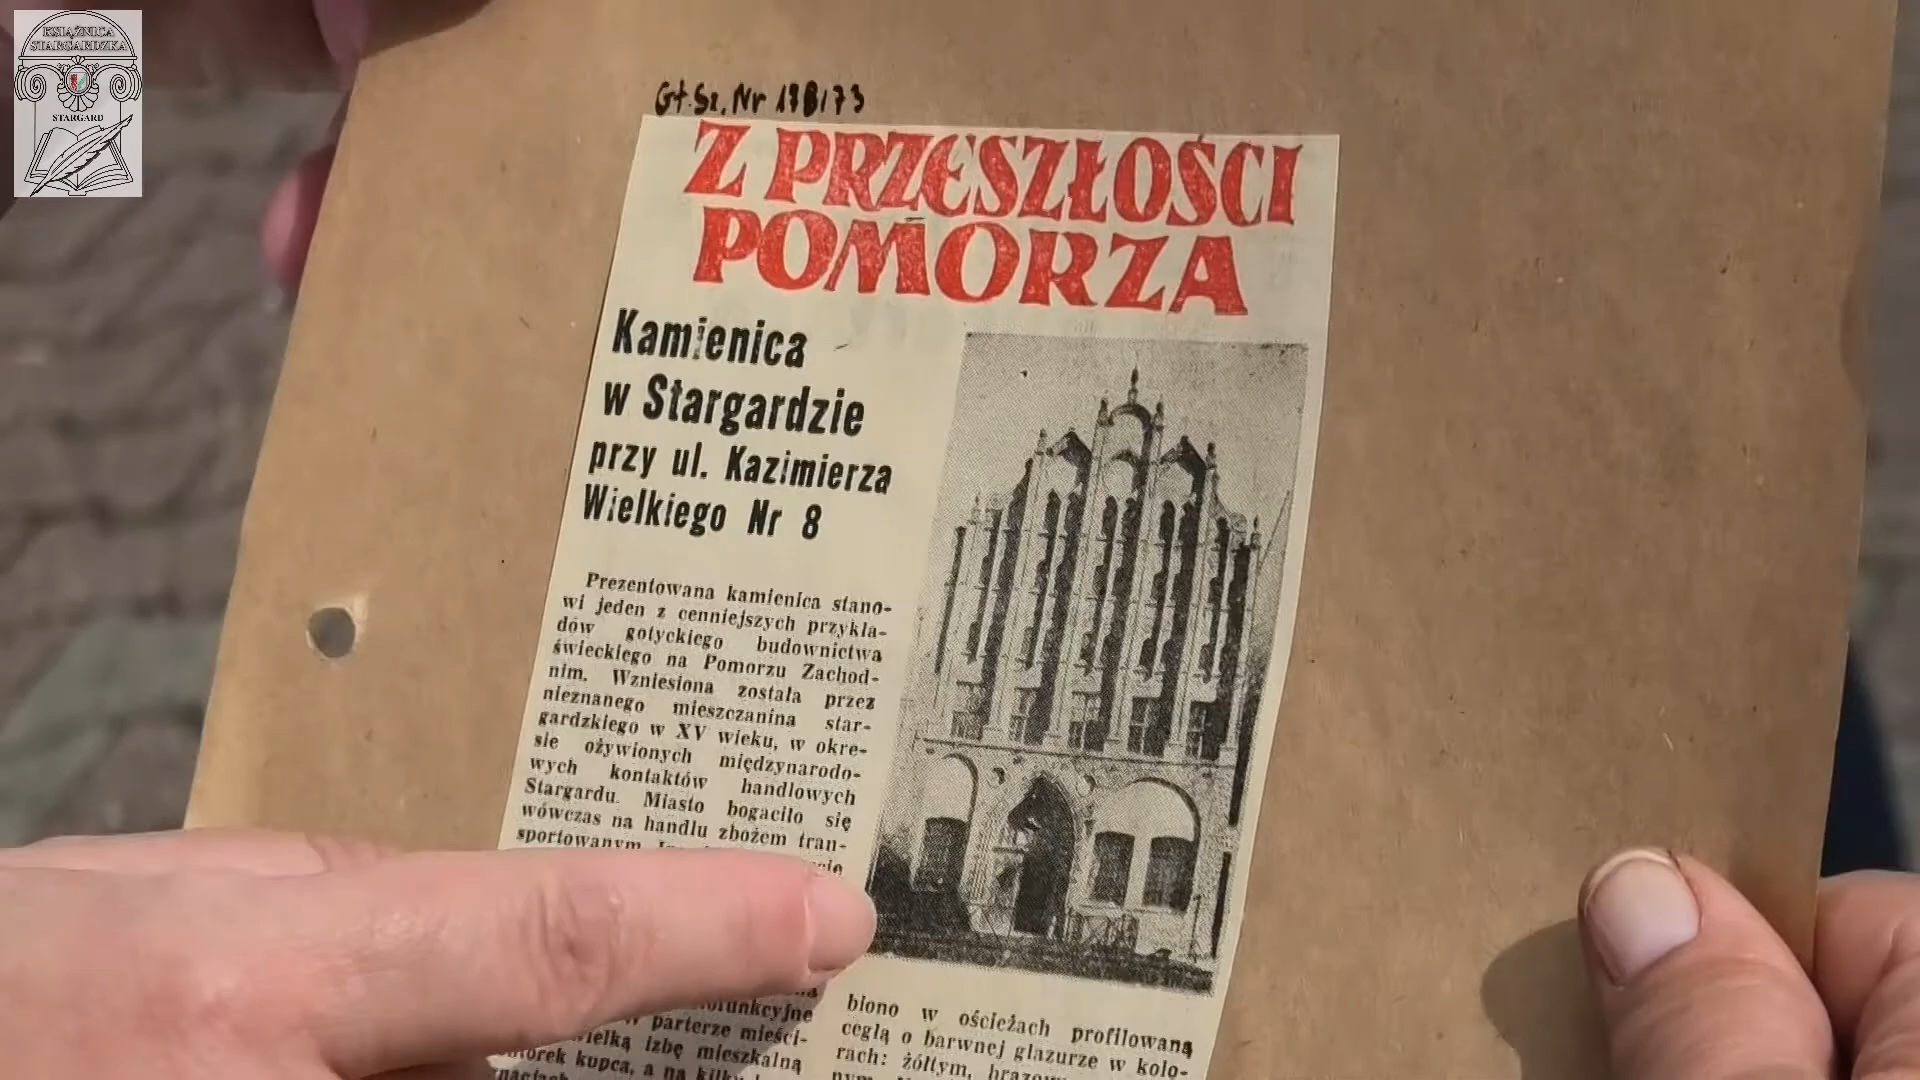 KSIĄŻNICA
STARGARDZKA
STARGARD
Gł.Sz. Nr 178/73
Z PRZESZŁOŚCI
POMORZA
Kamienica
w Stargardzie
przy ul. Kazimierza
Wielkiego Nr 8
Prezentowana kamienica stano-
wi jeden z cenniejszych przykła-
dów gotyckiego budownictwa
świeckiego na Pomorzu Zachod-
nim. Wzniesiona została przez
nieznanego mieszczanina star-
gardzkiego w XV wieku, w okre-
sie ożywionych międzynarodo-
wych kontaktów handlowych
Stargardu. Miasto bogaciło się
wówczas na handlu zbożem tran-
sportowanym
parterze mieści-
izbę mieszkalną
kupca, a na
biono w ościeżach profilowaną
cegłą o barwnej glazurze w kolo-
rach: żółtym,